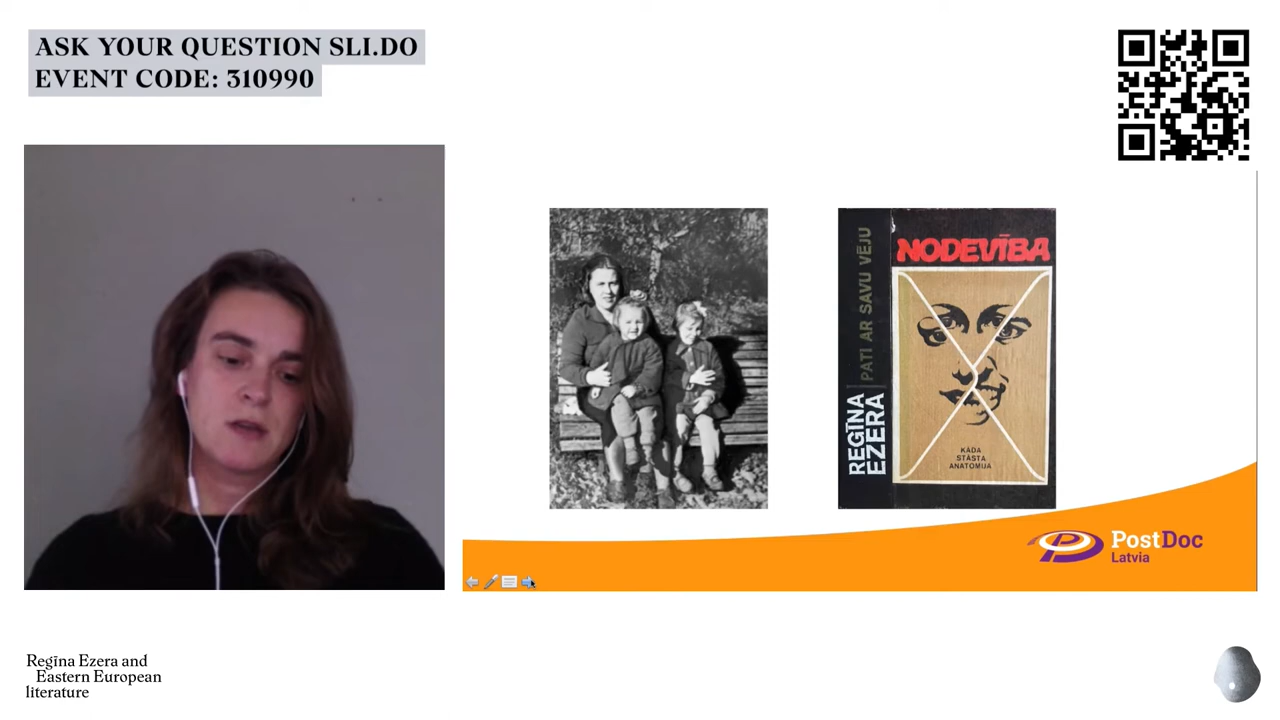 ASK YOUR QUESTION SLI.DO
EVENT CODE: 310990
REGĪNA
EZERA
PATI AR SAVU VĒJU
NODEVĪBA
KĀDA
STĀSTA
ANATOMIJA
PostDoc
Latvia
Regīna Ezera and
Eastern European
literature